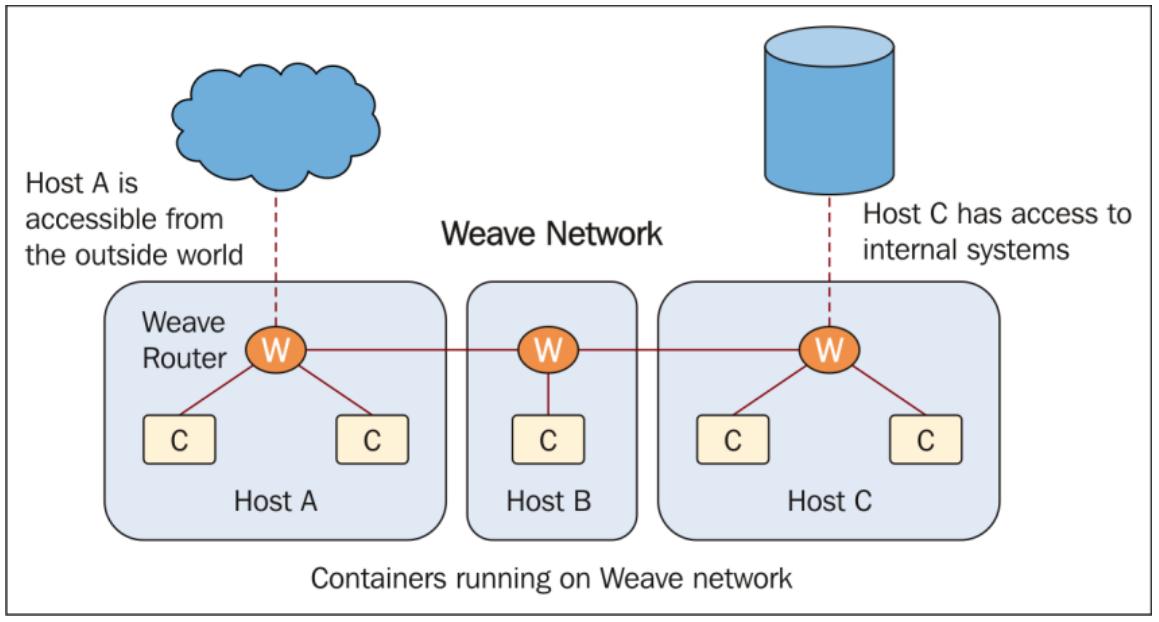 Host A is
accessible from
the outside world
Weave Network
Host C has access to
internal systems
Weave
Router
W
W
W
C
C
C
C
C
Host A
Host B
Host C
Containers running on Weave network